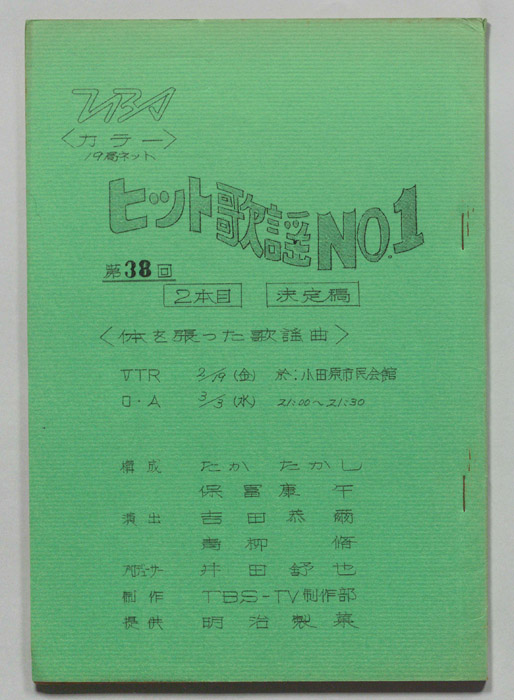 TBS
<カラー>
19局ネット
ヒット歌謡NO.1
第38回
2本目 決定稿
<体を張った歌謡曲>
VTR 2/19(金) 於:小田原市民会館
O・A 3/3(水) 21:00~21:30
構成 たか たかし
保冨康午
演出 吉田恭爾
青柳脩
プロデューサー 井田舒也
制作 TBS-TV制作部
提供 明治製菓